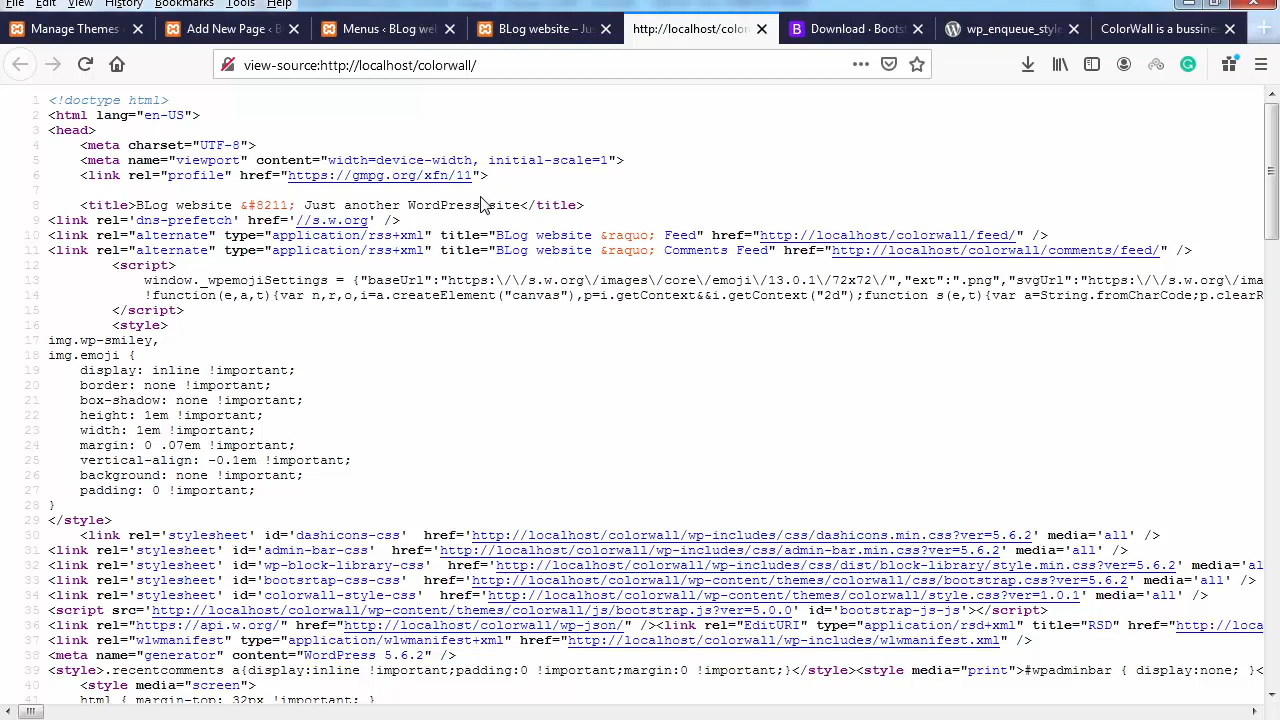 File Edit View History Bookmarks Tools Help
Manage Themes ‹ Add New Page ‹ B Menus ‹ BLog we BLog website – Ju http://localhost/color Download · Boots wp_enqueue_style ColorWall is a bussine
view-source:http://localhost/colorwall/
1 <!doctype html>
2 <html lang="en-US">
3 <head>
4 <meta charset="UTF-8">
5 <meta name="viewport" content="width=device-width, initial-scale=1">
6 <link rel="profile" href="https://gmpg.org/xfn/11">
7
8 <title>BLog website &#8211; Just another WordPress site</title>
9 <link rel='dns-prefetch' href='//s.w.org' />
10 <link rel="alternate" type="application/rss+xml" title="BLog website &raquo; Feed" href="http://localhost/colorwall/feed/" />
11 <link rel="alternate" type="application/rss+xml" title="BLog website &raquo; Comments Feed" href="http://localhost/colorwall/comments/feed/" />
12 <script>
13 window._wpemojiSettings = {"baseUrl":"https:\/\/s.w.org\/images\/core\/emoji\/13.0.1\/72x72\/","ext":".png","svgUrl":"https:\/\/s.w.org\/ima
14 !function(e,a,t){var n,r,o,i=a.createElement("canvas"),p=i.getContext&&i.getContext("2d");function s(e,t){var a=String.fromCharCode;p.clearR
15 </script>
16 <style>
17 img.wp-smiley,
18 img.emoji {
19 display: inline !important;
20 border: none !important;
21 box-shadow: none !important;
22 height: 1em !important;
23 width: 1em !important;
24 margin: 0 .07em !important;
25 vertical-align: -0.1em !important;
26 background: none !important;
27 padding: 0 !important;
28 }
29 </style>
30 <link rel='stylesheet' id='dashicons-css' href='http://localhost/colorwall/wp-includes/css/dashicons.min.css?ver=5.6.2' media='all' />
31 <link rel='stylesheet' id='admin-bar-css' href='http://localhost/colorwall/wp-includes/css/admin-bar.min.css?ver=5.6.2' media='all' />
32 <link rel='stylesheet' id='wp-block-library-css' href='http://localhost/colorwall/wp-includes/css/dist/block-library/style.min.css?ver=5.6.2' media='al
33 <link rel='stylesheet' id='bootsrtap-css-css' href='http://localhost/colorwall/wp-content/themes/colorwall/css/bootstrap.css?ver=5.6.2' media='all' />
34 <link rel='stylesheet' id='colorwall-style-css' href='http://localhost/colorwall/wp-content/themes/colorwall/style.css?ver=1.0.1' media='all' />
35 <script src='http://localhost/colorwall/wp-content/themes/colorwall/js/bootstrap.js?ver=5.0.0' id='bootstrap-js-js'></script>
36 <link rel="https://api.w.org/" href="http://localhost/colorwall/wp-json/" /><link rel="EditURI" type="application/rsd+xml" title="RSD" href="http://loca
37 <link rel="wlwmanifest" type="application/wlwmanifest+xml" href="http://localhost/colorwall/wp-includes/wlwmanifest.xml" />
38 <meta name="generator" content="WordPress 5.6.2" />
39 <style>.recentcomments a{display:inline !important;padding:0 !important;margin:0 !important;}</style><style media="print">#wpadminbar { display:none; }<
40 <style media="screen">
41 html { margin-top: 32px !important; }